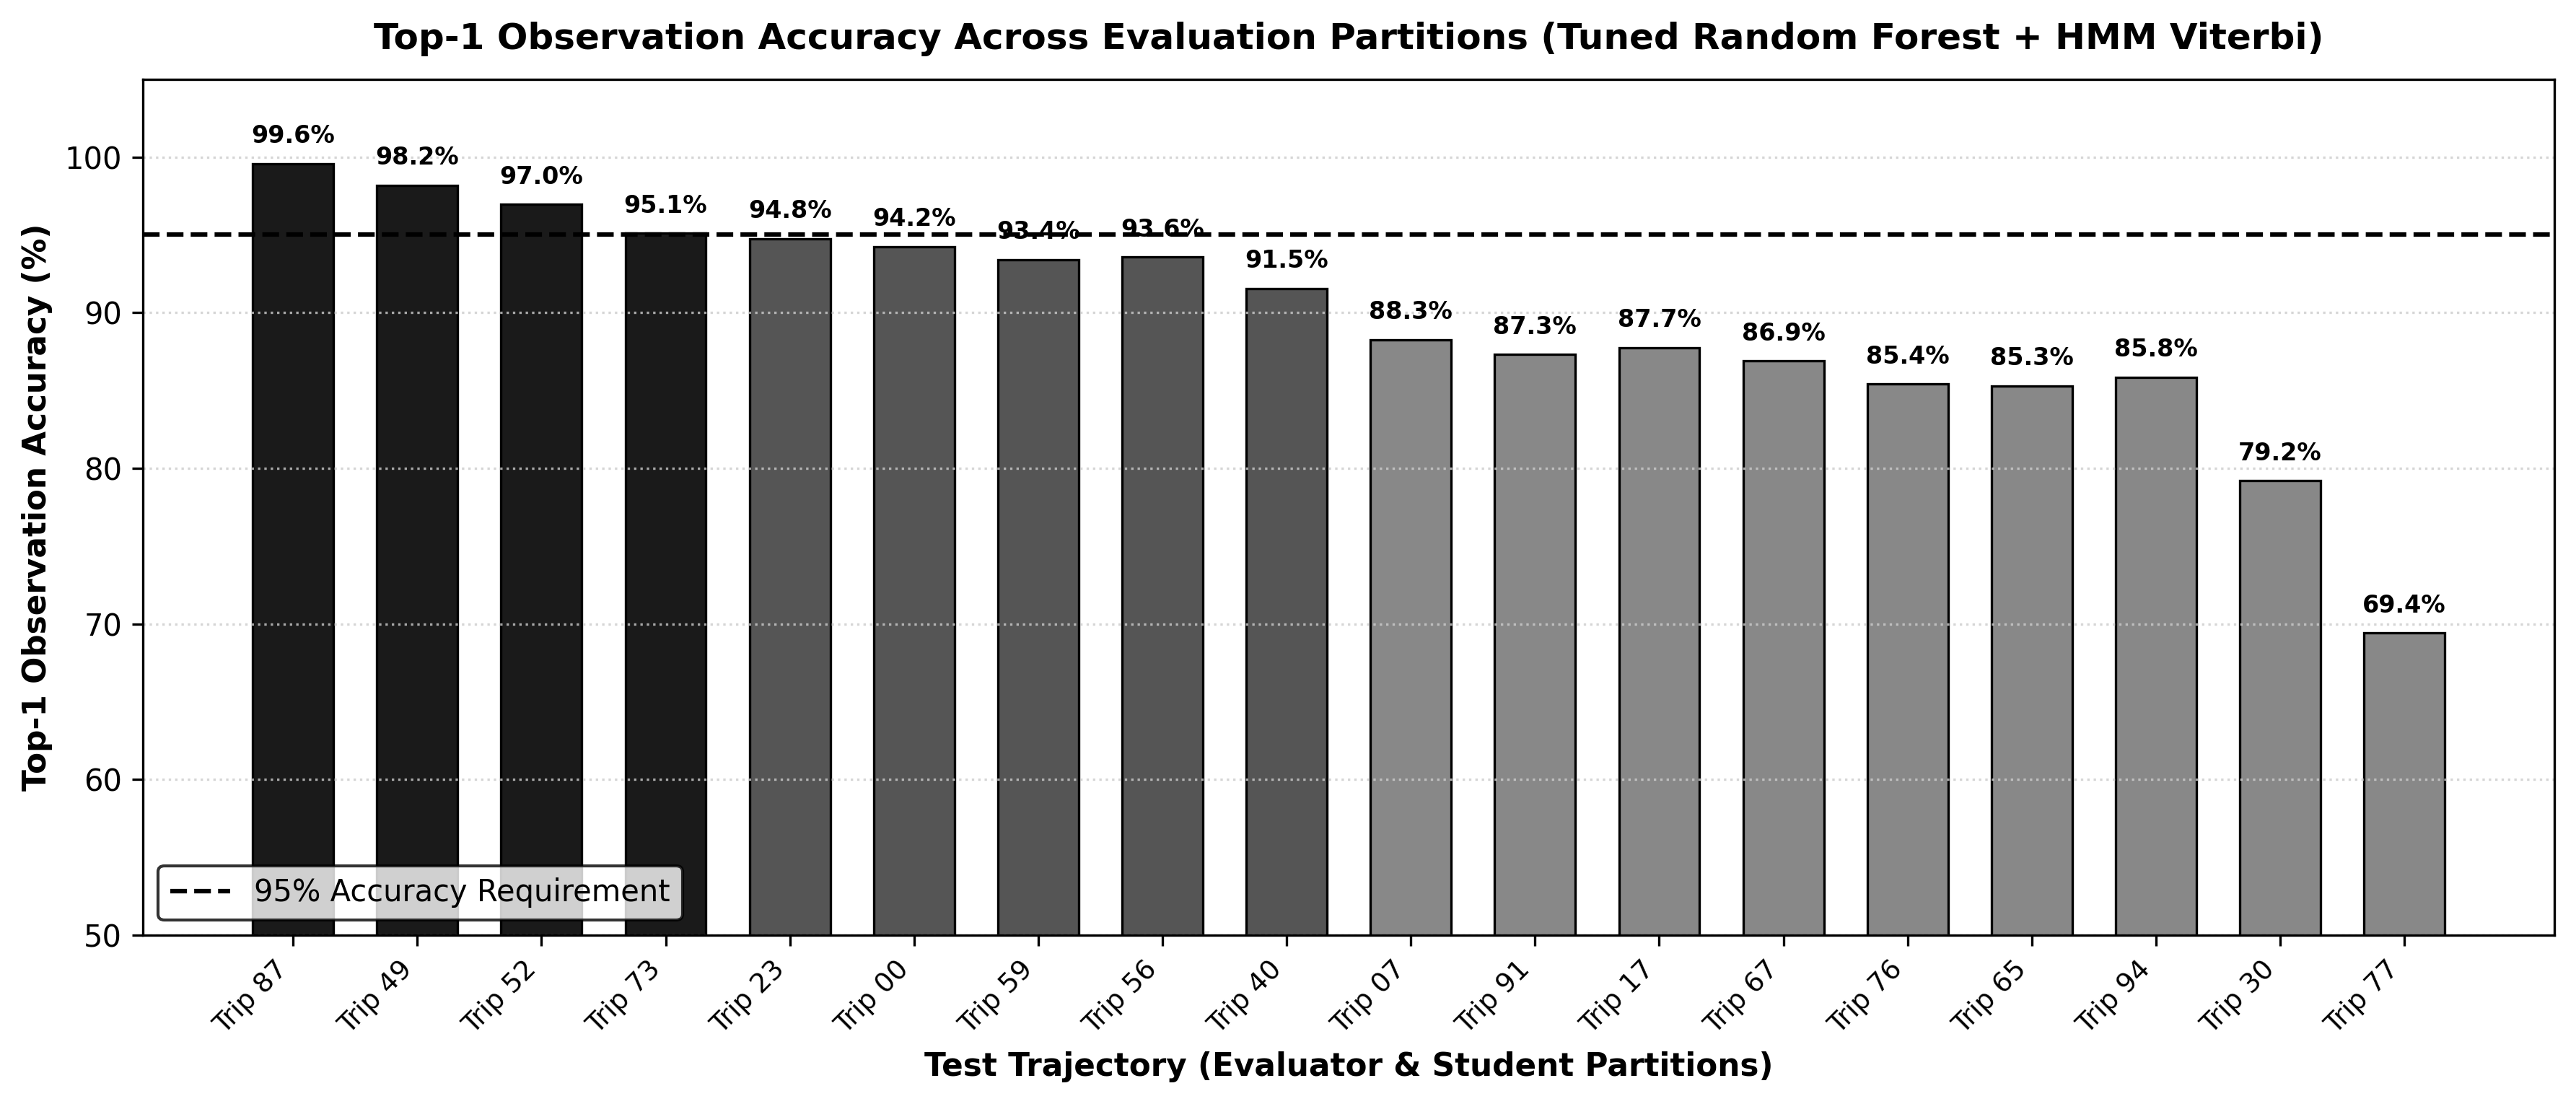 Top-1 Observation Accuracy Across Evaluation Partitions (Tuned Random Forest + HMM Viterbi)
Top-1 Observation Accuracy (%)
100
90
80
70
60
50
99.6%
98.2%
97.0%
95.1%
94.8%
94.2%
93.4%
93.6%
91.5%
88.3%
87.3%
87.7%
86.9%
85.4%
85.3%
85.8%
79.2%
69.4%
95% Accuracy Requirement
Trip 87
Trip 49
Trip 52
Trip 73
Trip 23
Trip 00
Trip 59
Trip 56
Trip 40
Trip 07
Trip 91
Trip 17
Trip 67
Trip 76
Trip 65
Trip 94
Trip 30
Trip 77
Test Trajectory (Evaluator & Student Partitions)